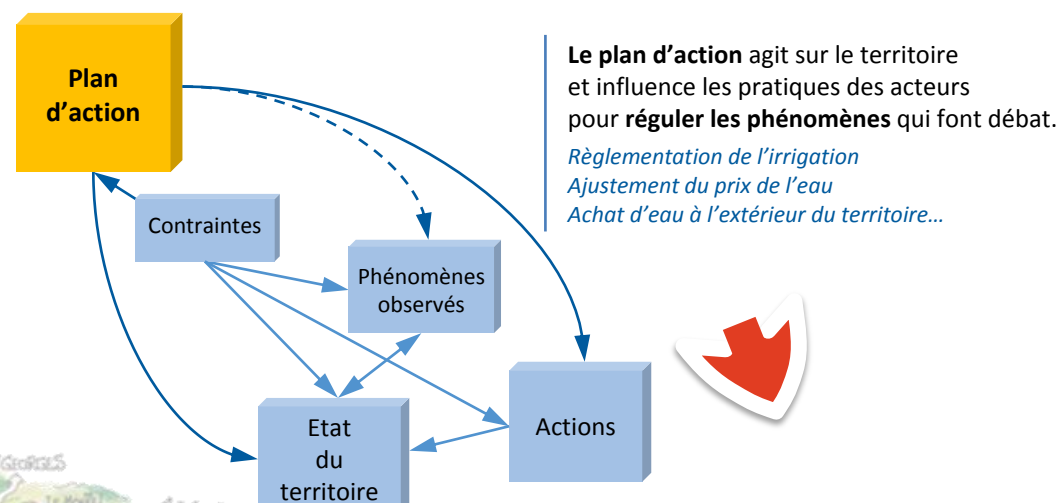 Plan
d’action
Le plan d’action agit sur le territoire
et influence les pratiques des acteurs
pour réguler les phénomènes qui font débat.
Règlementation de l’irrigation
Ajustement du prix de l’eau
Achat d’eau à l’extérieur du territoire…
Contraintes
Phénomènes
observés
Actions
Etat
du
territoire
GEORGES